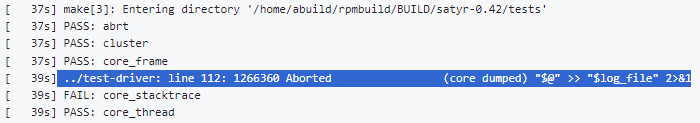 [   37s] make[3]: Entering directory '/home/abuild/rpmbuild/BUILD/satyr-0.42/tests'
[   37s] PASS: abrt
[   37s] PASS: cluster
[   37s] PASS: core_frame
[   39s] ../test-driver: line 112: 1266360 Aborted                 (core dumped) "$@" >> "$log_file" 2>&1
[   39s] FAIL: core_stacktrace
[   39s] PASS: core_thread